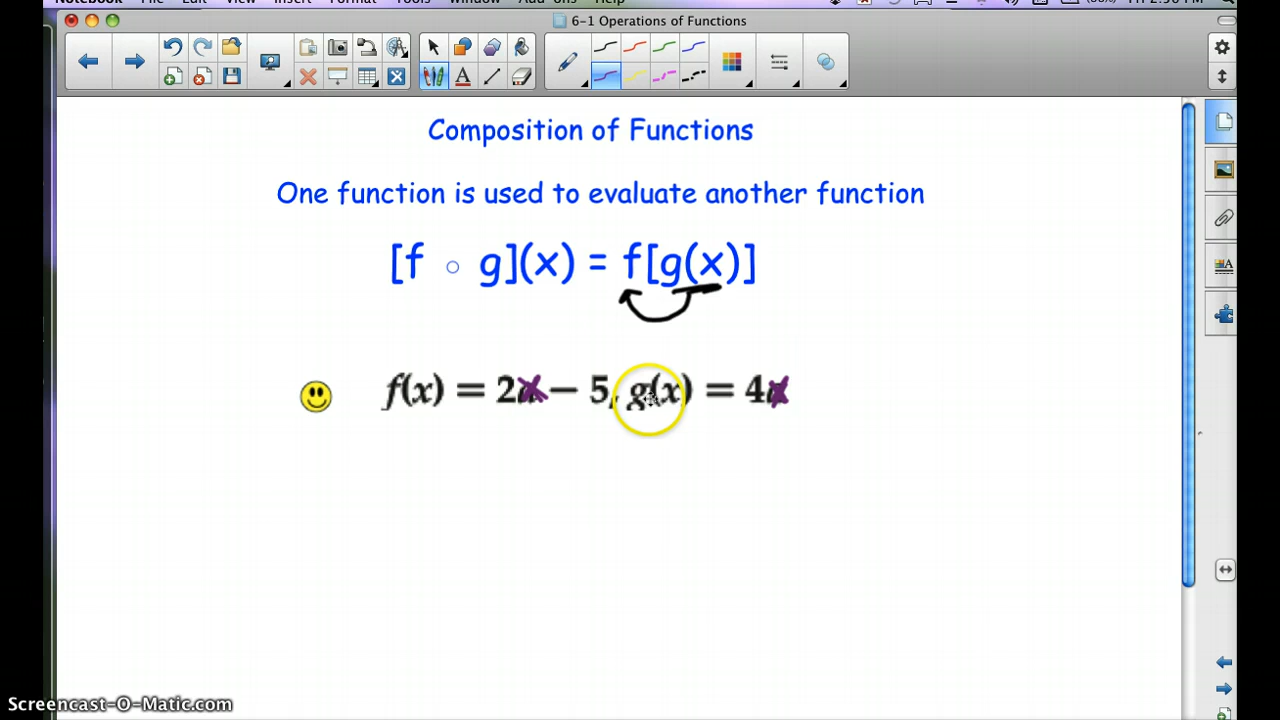 6-1 Operations of Functions
Composition of Functions
One function is used to evaluate another function
[f ∘ g](x) = f[g(x)]
f(x) = 2x − 5, g(x) = 4x
Screencast-O-Matic.com